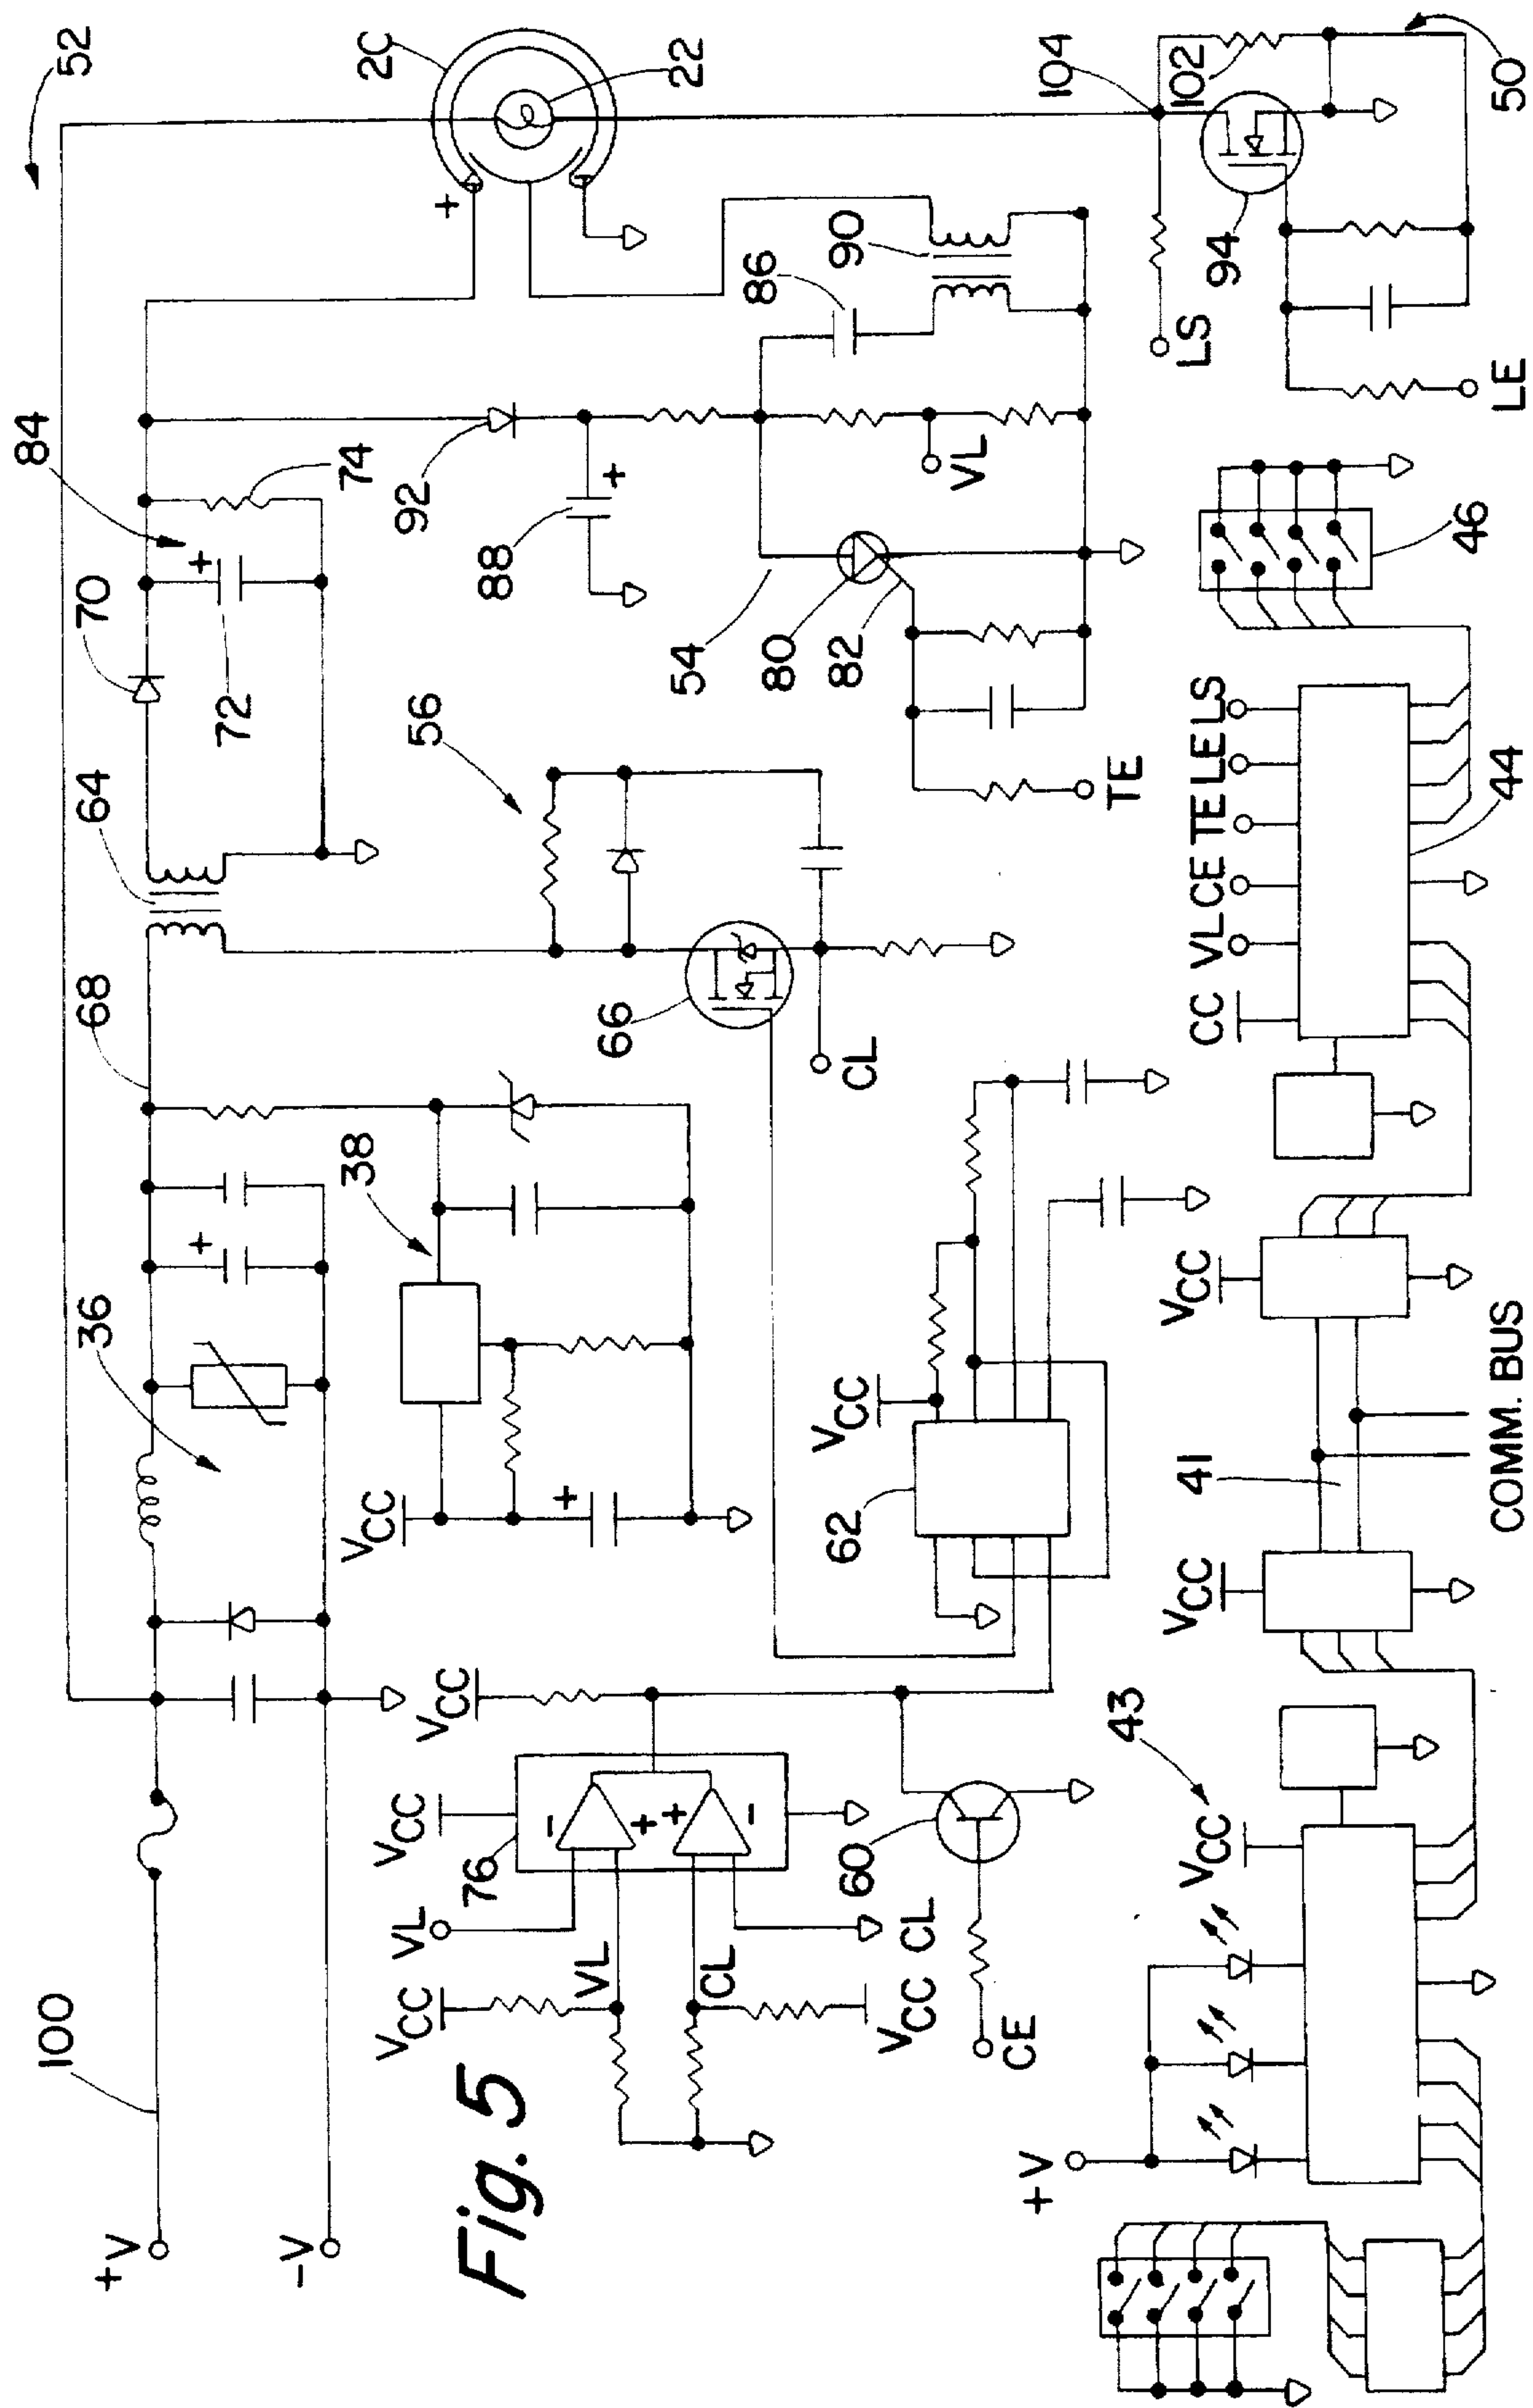 52
2C
22
104
102
50
84
+
90
86
94
LS
LE
70
74
+
72
92
+
88
VL
64
54
80
82
TE
46
56
68
66
CL
CC VL CE TE LE LS
44
+
36
38
VCC
+
VCC
62
VCC
41
VCC
COMM. BUS
100
+V
-V
Fig. 5
VCC
VCC
76
-
+
+
-
VL
VL
CL
CL
VCC
VCC
60
CE
43
VCC
+V